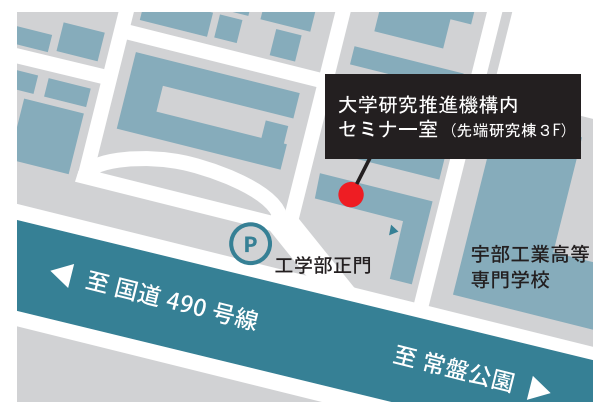 大学研究推進機構内
セミナー室（先端研究棟３F）
P
工学部正門
宇部工業高等
専門学校
至 国道 490 号線
至 常盤公園